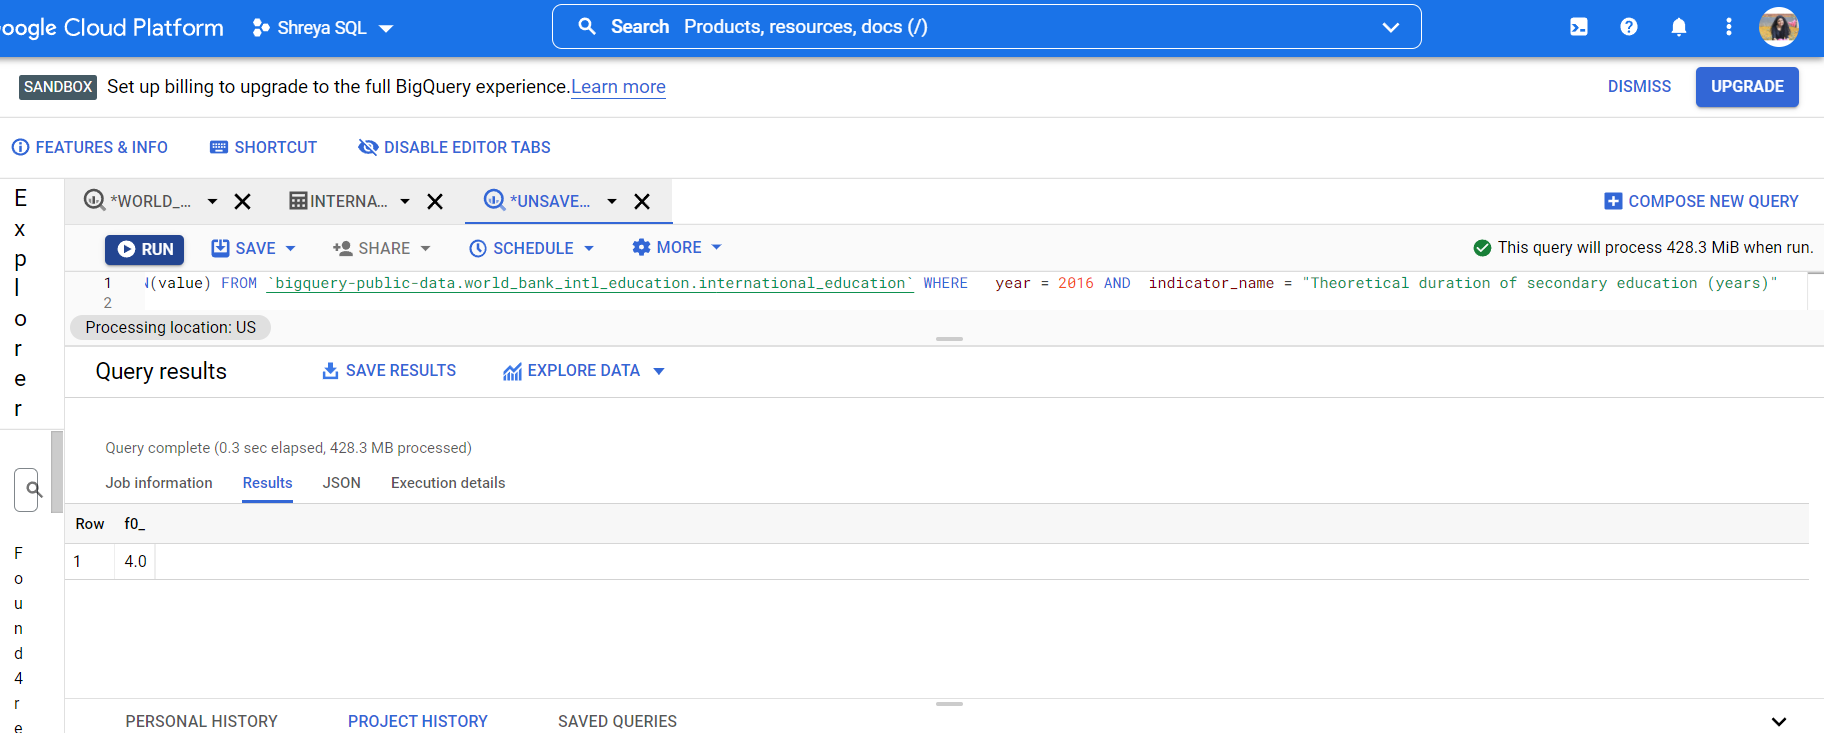 oogle Cloud Platform Shreya SQL Search Products, resources, docs (/)
SANDBOX Set up billing to upgrade to the full BigQuery experience. Learn more DISMISS UPGRADE
FEATURES & INFO SHORTCUT DISABLE EDITOR TABS
Explorer
*WORLD_... INTERNA... *UNSAVE... COMPOSE NEW QUERY
RUN SAVE SHARE SCHEDULE MORE This query will process 428.3 MiB when run.
1 (value) FROM `bigquery-public-data.world_bank_intl_education.international_education` WHERE year = 2016 AND indicator_name = "Theoretical duration of secondary education (years)"
2
Processing location: US
Query results SAVE RESULTS EXPLORE DATA
Query complete (0.3 sec elapsed, 428.3 MB processed)
Job information Results JSON Execution details
Row f0_
1 4.0
Found 4 re
PERSONAL HISTORY PROJECT HISTORY SAVED QUERIES